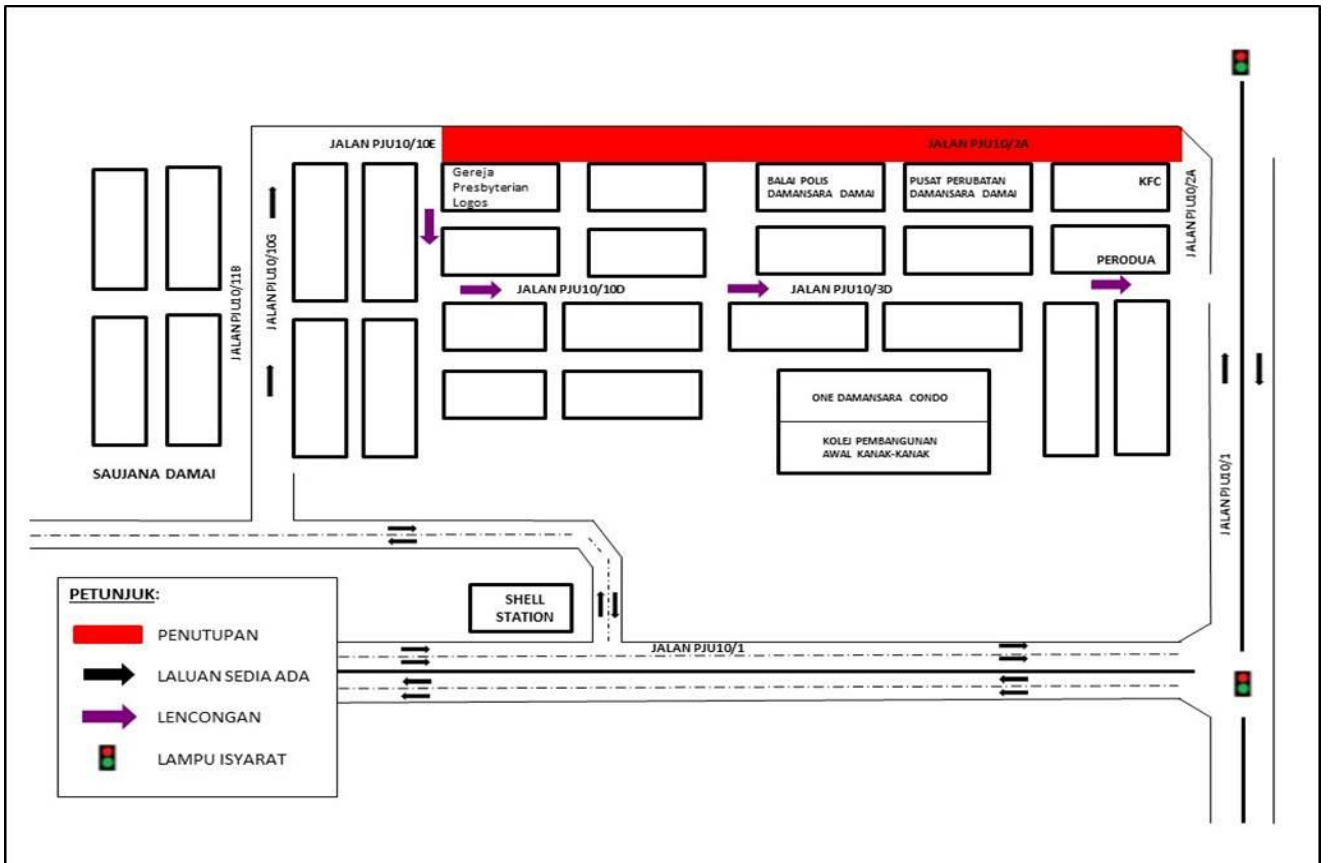 JALAN PJU10/10E
JALAN PJU10/2A
Gereja
Presbyterian
Logos
BALAI POLIS
DAMANSARA DAMAI
PUSAT PERUBATAN
DAMANSARA DAMAI
KFC
JALAN PJU10/2A
PERODUA
JALAN PJU10/11B
JALAN PJU10/10G
JALAN PJU10/10D
JALAN PJU10/3D
ONE DAMANSARA CONDO
KOLEJ PEMBANGUNAN
AWAL KANAK-KANAK
SAUJANA DAMAI
JALAN PJU10/1
SHELL
STATION
JALAN PJU10/1
PETUNJUK:
PENUTUPAN
LALUAN SEDIA ADA
LENCONGAN
LAMPU ISYARAT